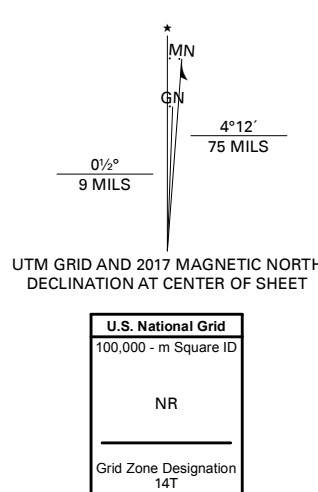 ★
MN
GN
4°12´
75 MILS
0½°
9 MILS
UTM GRID AND 2017 MAGNETIC NORTH
DECLINATION AT CENTER OF SHEET
U.S. National Grid
100,000 - m Square ID
NR
Grid Zone Designation
14T